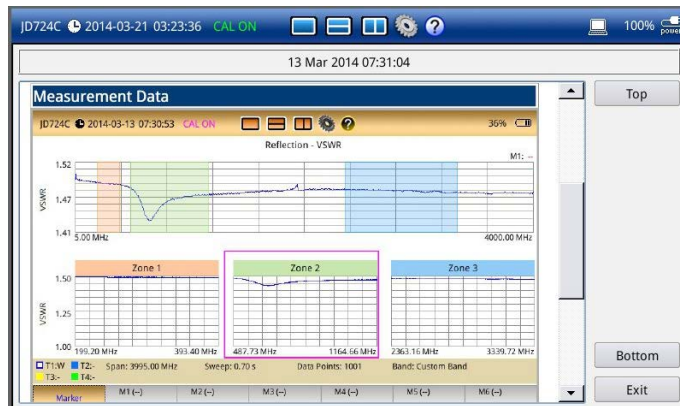 JD724C 2014-03-21 03:23:36 CAL ON 100% power
13 Mar 2014 07:31:04
Top
Measurement Data
JD724C 2014-03-13 07:30:53 CAL ON 36%
Reflection - VSWR
M1: --
1.52
VSWR
1.47
1.41
5.00 MHz 4000.00 MHz
Zone 1 Zone 2 Zone 3
1.50
VSWR
1.25
1.00
199.20 MHz 393.40 MHz 487.73 MHz 1164.66 MHz 2363.16 MHz 3339.72 MHz
T1:W T2:- Span: 3995.00 MHz Sweep: 0.70 s Data Points: 1001 Band: Custom Band
T3:- T4:-
Marker M1 (--) M2 (--) M3 (--) M4 (--) M5 (--) M6 (--)
Bottom
Exit